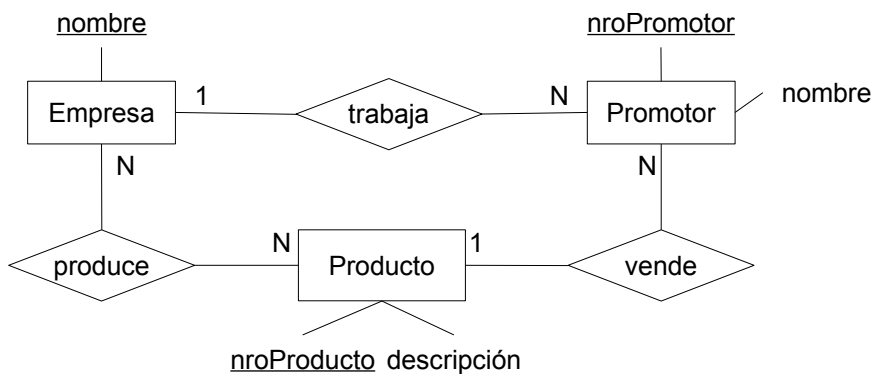 nombre
nroPromotor
nombre
Empresa
1
trabaja
N
Promotor
N
N
produce
N
Producto
1
vende
nroProducto descripción